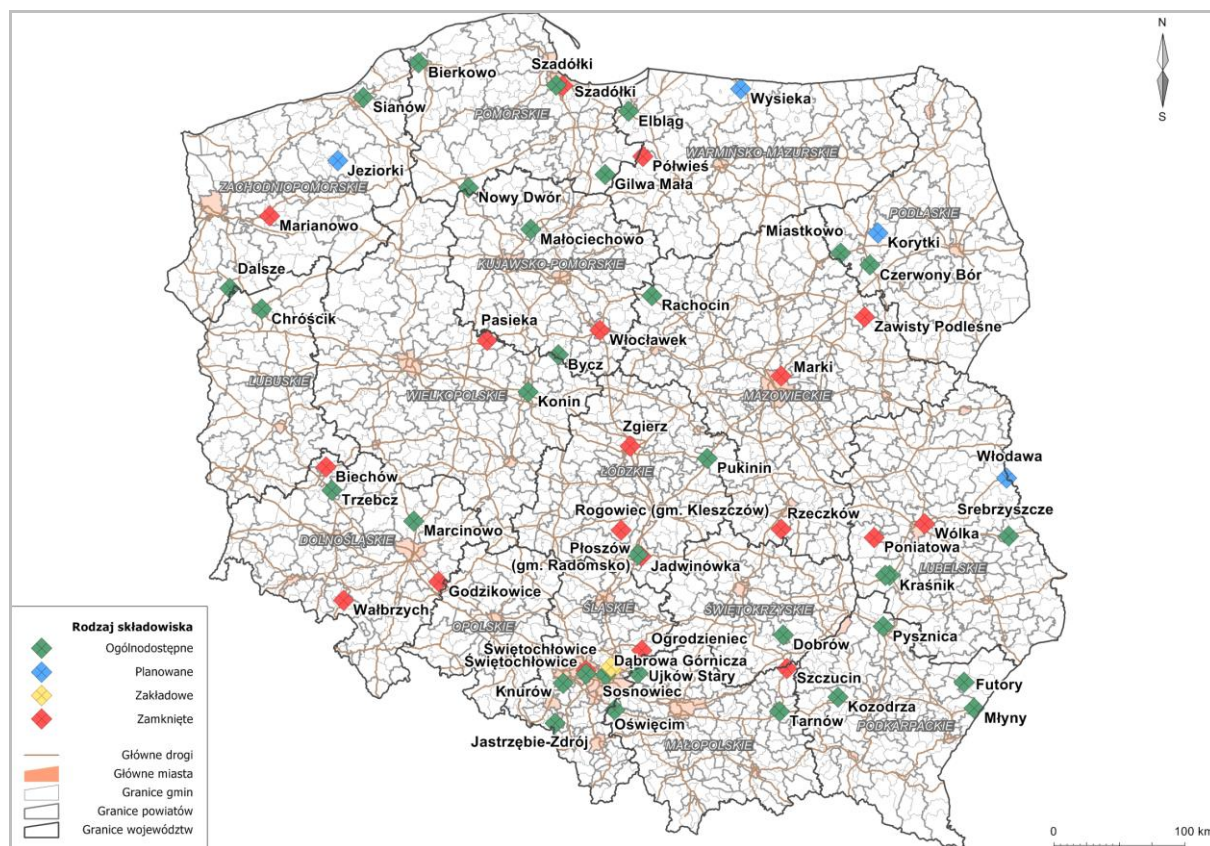 N
S
Bierkowo
Szadółki
Szadółki
Sianów
POMORSKIE
Elbląg
Wysieka
WARMIŃSKO-MAZURSKIE
Półwieś
Jeziorki
ZACHODNIOPOMORSKIE
Gilwa Mała
Nowy Dwór
PODLASKIE
Marianowo
Małociechowo
Miastkowo
Korytki
KUJAWSKO-POMORSKIE
Czerwony Bór
Dalsze
Rachocin
Chróścik
Pasieka
Włocławek
Zawisty Podleśne
Bycz
Marki
LUBUSKIE
WIELKOPOLSKIE
MAZOWIECKIE
Konin
Zgierz
Włodawa
Biechów
ŁÓDZKIE
Pukinin
Trzebcz
Rogowiec (gm. Kleszczów)
Rzeczków
Srebrzyszcze
Marcinowo
Wólka
DOLNOŚLĄSKIE
Płoszów
(gm. Radomsko)
Jadwinówka
Poniatowa
LUBELSKIE
Kraśnik
Godzikowice
Wałbrzych
ŚLĄSKIE
ŚWIĘTOKRZYSKIE
OPOLSKIE
Ogrodzieniec
Dobrów
Pysznica
Świętochłowice
Świętochłowice
Dąbrowa Górnicza
Ujków Stary
Szczucin
Knurów
Sosnowiec
Futory
Oświęcim
Tarnów
Kozodrza
Młyny
PODKARPACKIE
Jastrzębie-Zdrój
MAŁOPOLSKIE
Rodzaj składowiska
Ogólnodostępne
Planowane
Zakładowe
Zamknięte
Główne drogi
Główne miasta
Granice gmin
Granice powiatów
Granice województw
0 100 km